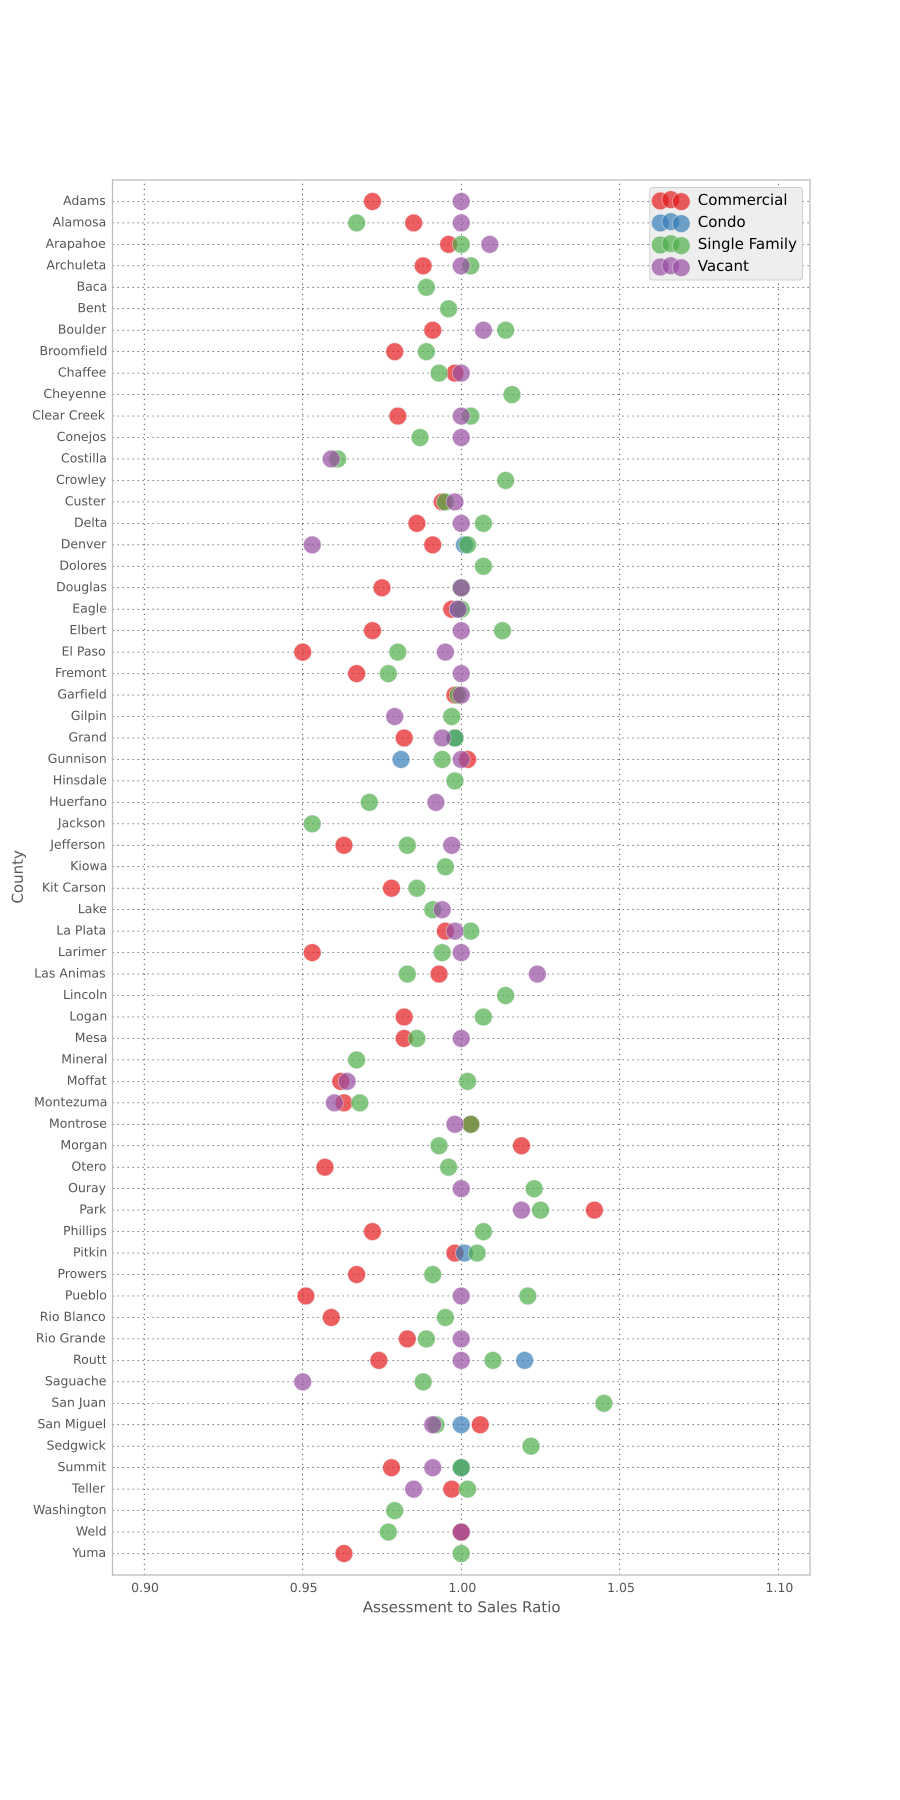 Commercial
Condo
Single Family
Vacant
Adams
Alamosa
Arapahoe
Archuleta
Baca
Bent
Boulder
Broomfield
Chaffee
Cheyenne
Clear Creek
Conejos
Costilla
Crowley
Custer
Delta
Denver
Dolores
Douglas
Eagle
Elbert
El Paso
Fremont
Garfield
Gilpin
Grand
Gunnison
Hinsdale
Huerfano
Jackson
Jefferson
Kiowa
Kit Carson
Lake
La Plata
Larimer
Las Animas
Lincoln
Logan
Mesa
Mineral
Moffat
Montezuma
Montrose
Morgan
Otero
Ouray
Park
Phillips
Pitkin
Prowers
Pueblo
Rio Blanco
Rio Grande
Routt
Saguache
San Juan
San Miguel
Sedgwick
Summit
Teller
Washington
Weld
Yuma
County
0.90 0.95 1.00 1.05 1.10
Assessment to Sales Ratio